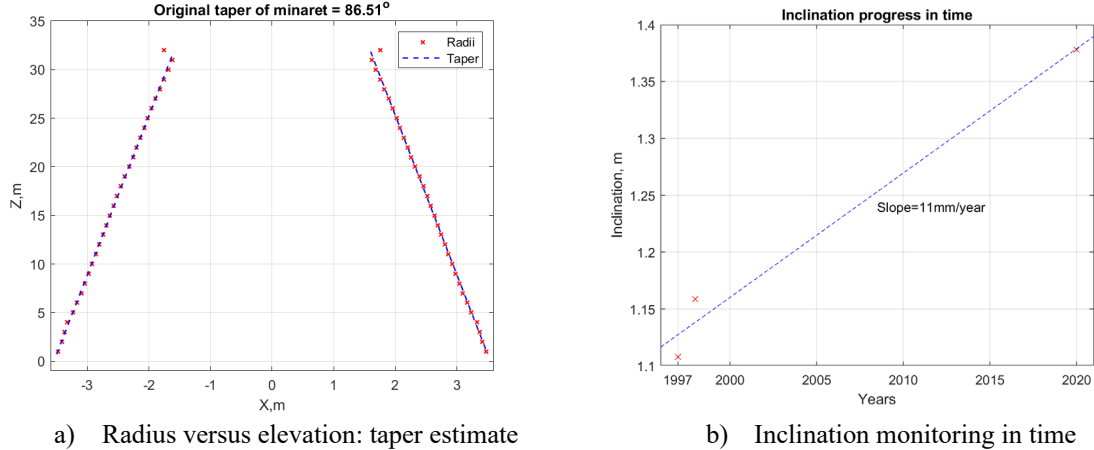 Original taper of minaret = 86.51°
35
30
25
20
15
10
5
0
Z,m
-3
-2
-1
0
1
2
3
X,m
Radii
Taper
a) Radius versus elevation: taper estimate
Inclination progress in time
1.4
1.35
1.3
1.25
1.2
1.15
1.1
Inclination, m
Slope=11mm/year
1997
2000
2005
2010
2015
2020
Years
b) Inclination monitoring in time